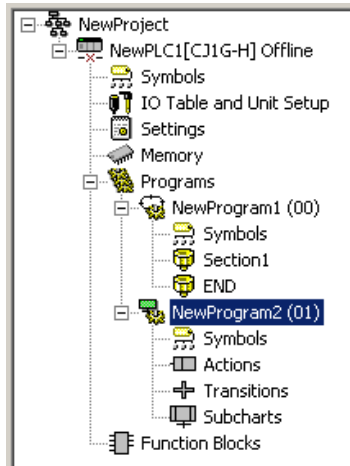 NewProject
NewPLC1[CJ1G-H] Offline
Symbols
IO Table and Unit Setup
Settings
Memory
Programs
NewProgram1 (00)
Symbols
Section1
END
NewProgram2 (01)
Symbols
Actions
Transitions
Subcharts
Function Blocks